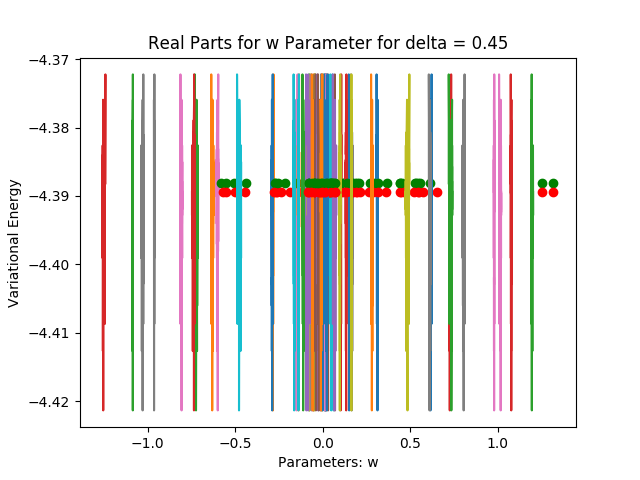 Real Parts for w Parameter for delta = 0.45
Variational Energy
−4.37
−4.38
−4.39
−4.40
−4.41
−4.42
−1.0 −0.5 0.0 0.5 1.0
Parameters: w